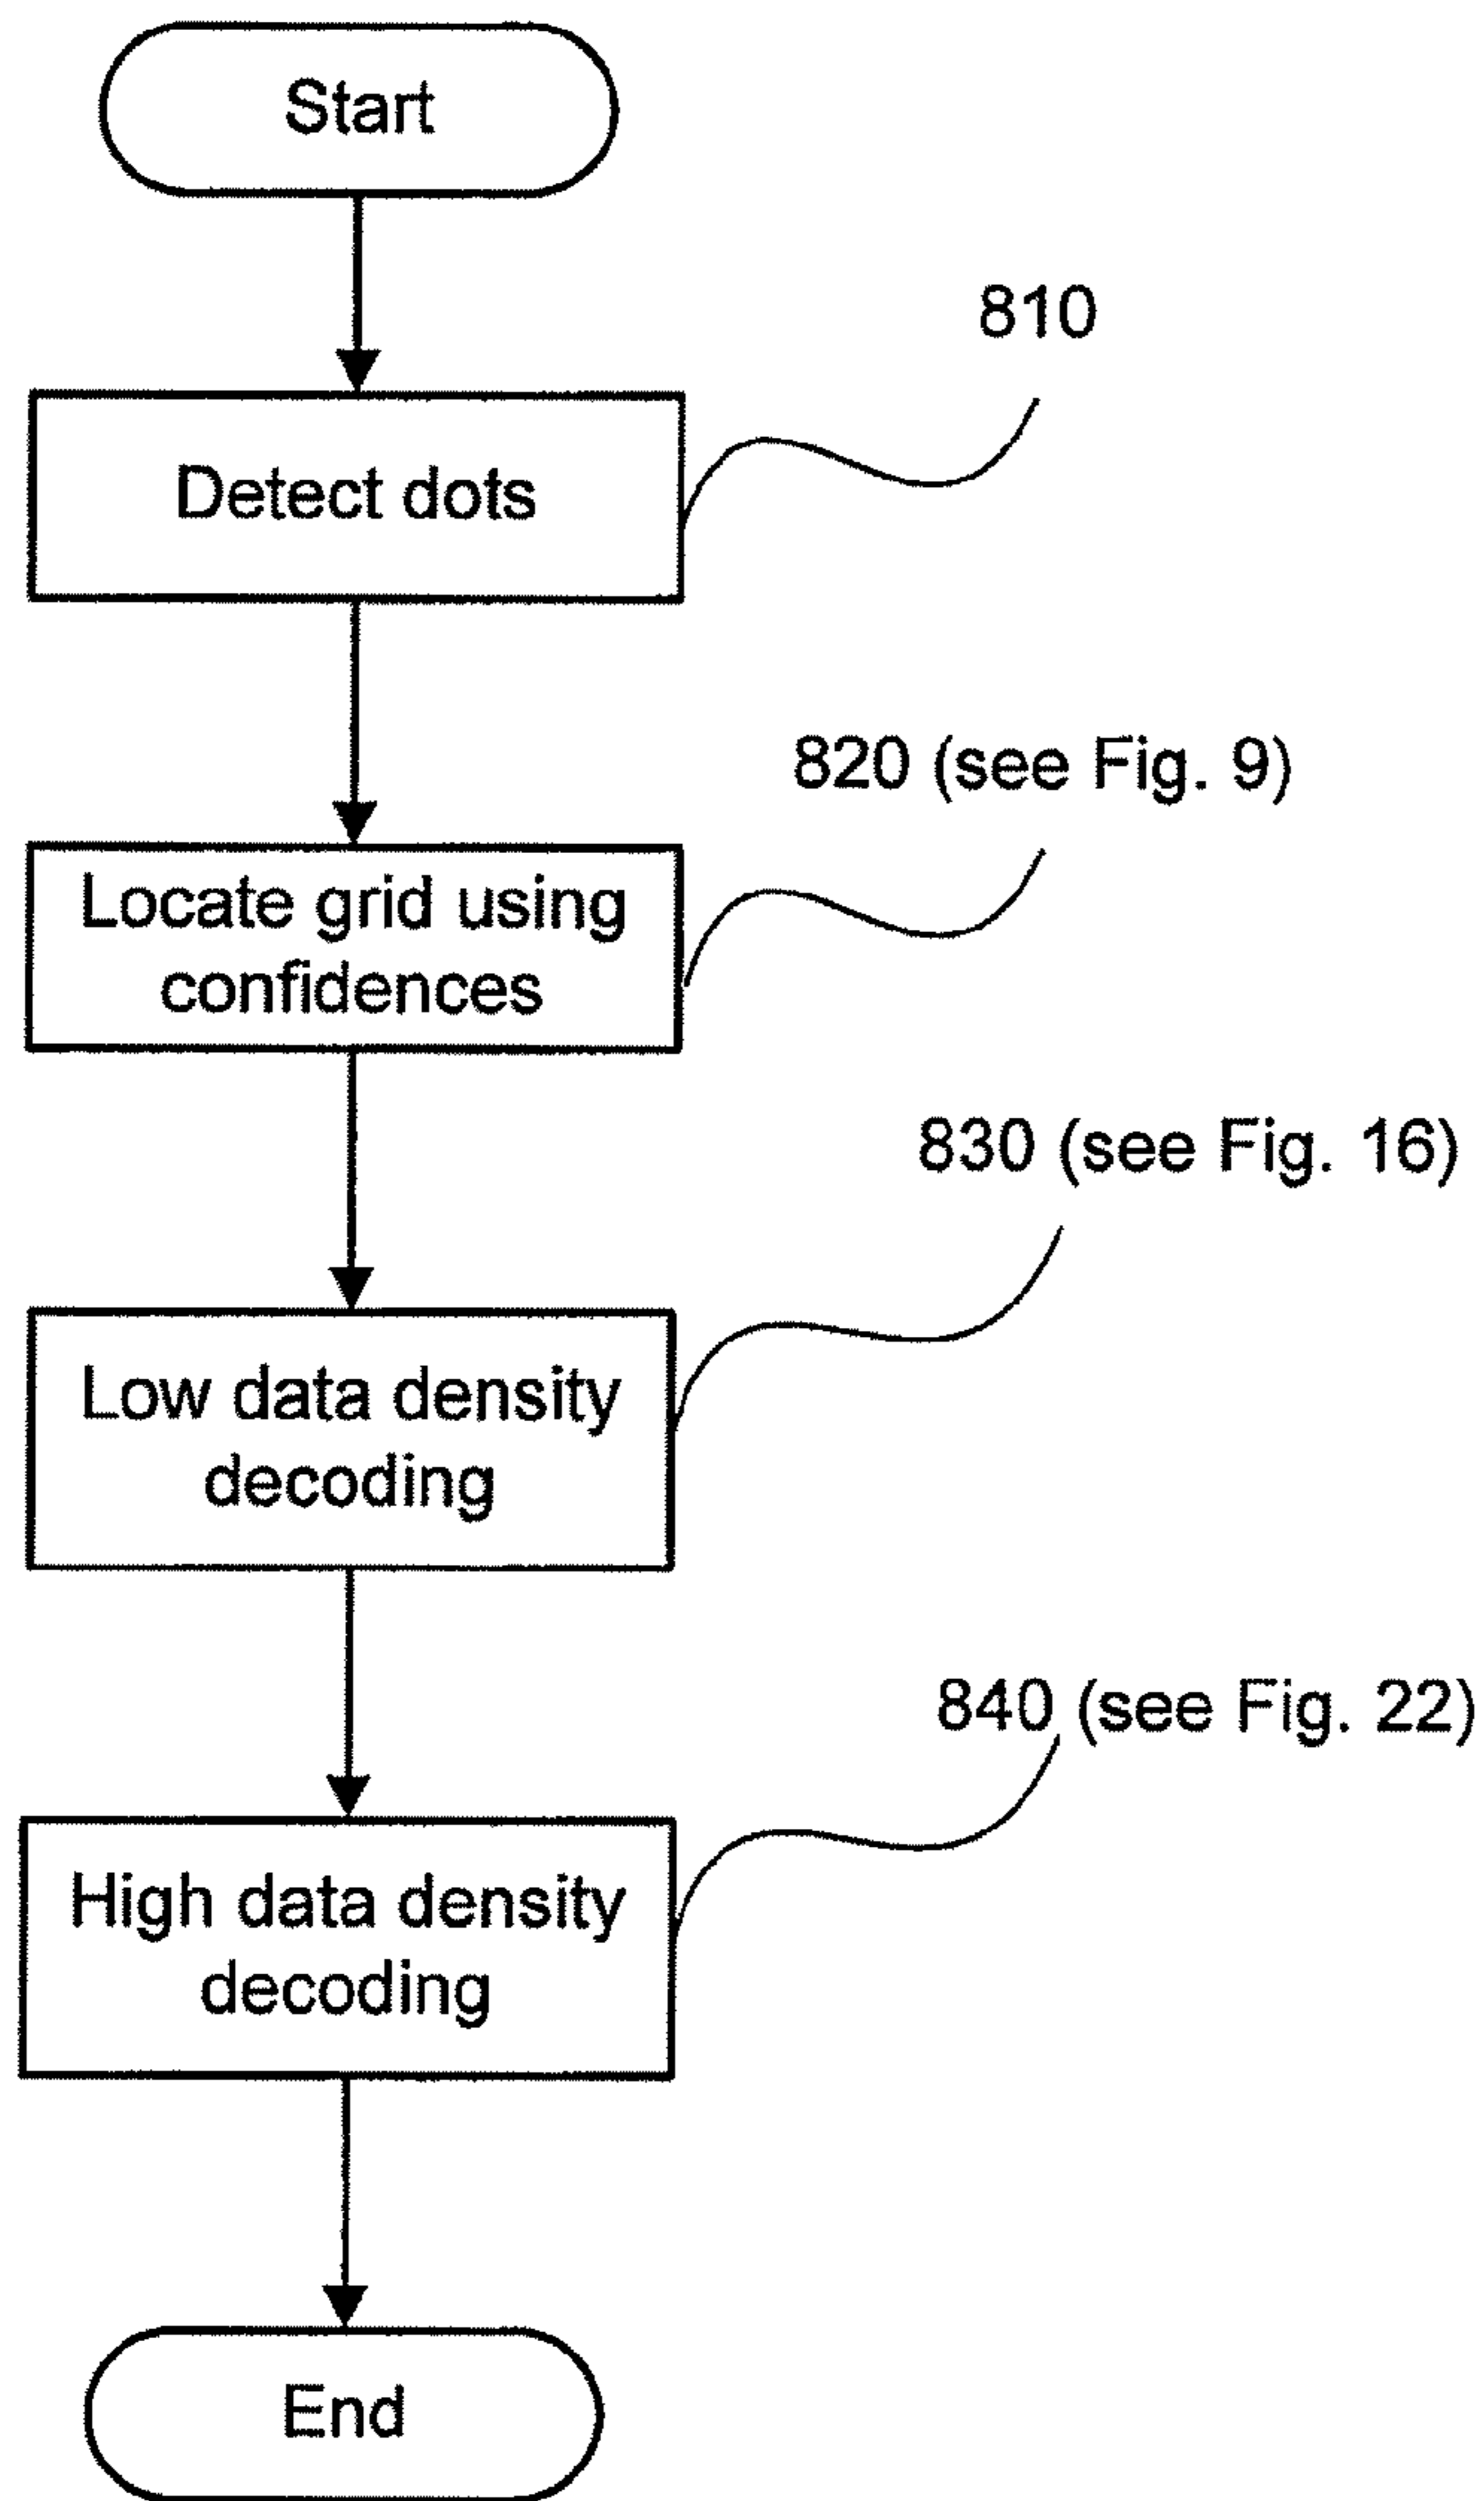 Start
810
Detect dots
820 (see Fig. 9)
Locate grid using
confidences
830 (see Fig. 16)
Low data density
decoding
840 (see Fig. 22)
High data density
decoding
End